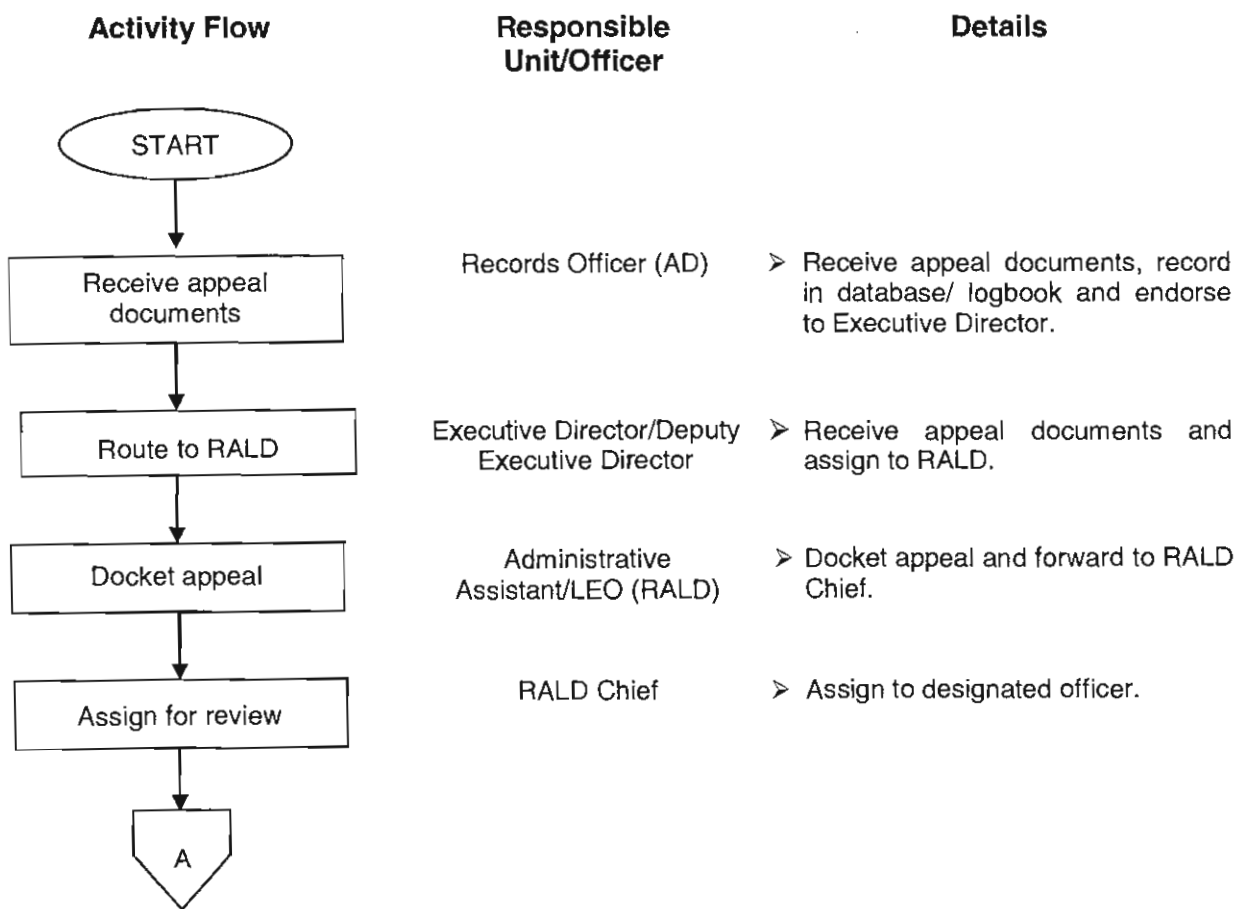 Activity Flow
Responsible
Unit/Officer
Details
START
Receive appeal
documents
Records Officer (AD)
➢ Receive appeal documents, record
in database/ logbook and endorse
to Executive Director.
Route to RALD
Executive Director/Deputy
Executive Director
➢ Receive appeal documents and
assign to RALD.
Docket appeal
Administrative
Assistant/LEO (RALD)
➢ Docket appeal and forward to RALD
Chief.
Assign for review
RALD Chief
➢ Assign to designated officer.
A